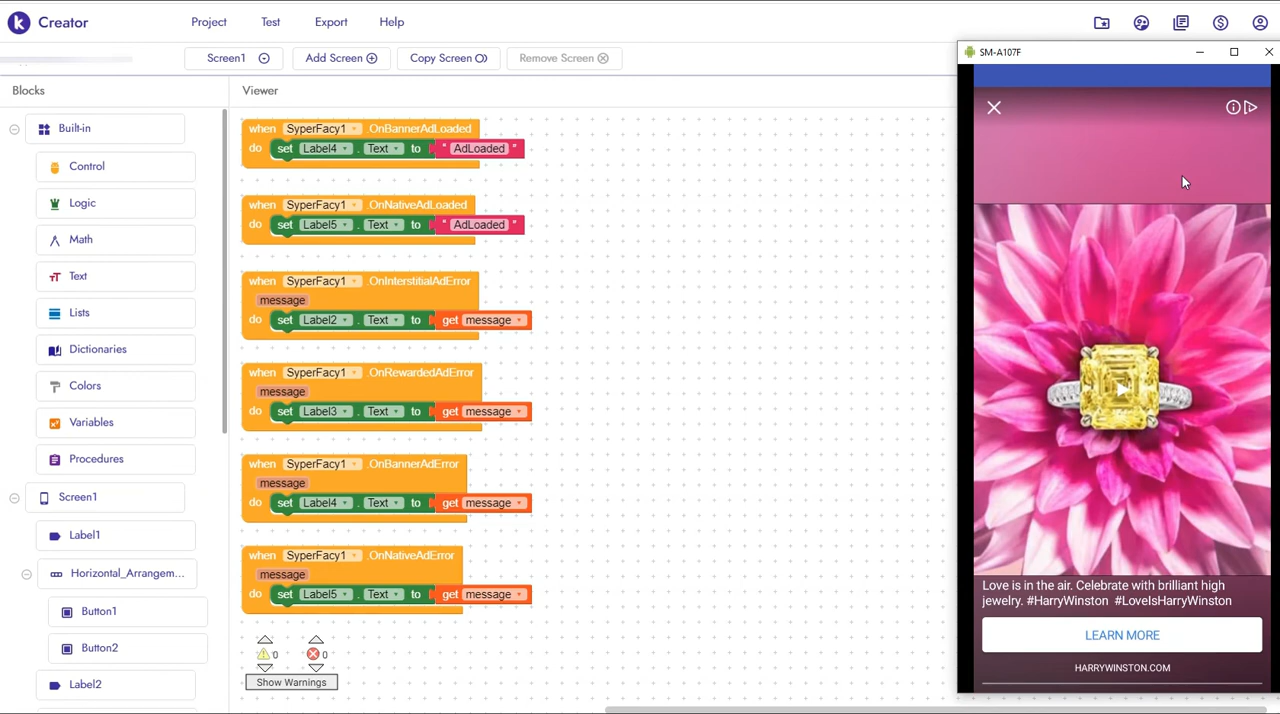 Creator
Project
Test
Export
Help
Screen1
Add Screen
Copy Screen
Remove Screen
SM-A107F
Blocks
Viewer
Built-in
Control
Logic
Math
Text
Lists
Dictionaries
Colors
Variables
Procedures
Screen1
Label1
Horizontal_Arrangem...
Button1
Button2
Label2
when SyperFacy1 .OnBannerAdLoaded
do set Label4 . Text to " AdLoaded "
when SyperFacy1 .OnNativeAdLoaded
do set Label5 . Text to " AdLoaded "
when SyperFacy1 .OnInterstitialAdError
message
do set Label2 . Text to get message
when SyperFacy1 .OnRewardedAdError
message
do set Label3 . Text to get message
when SyperFacy1 .OnBannerAdError
message
do set Label4 . Text to get message
when SyperFacy1 .OnNativeAdError
message
do set Label5 . Text to get message
0 0
Show Warnings
Love is in the air. Celebrate with brilliant high
jewelry. #HarryWinston #LoveIsHarryWinston
LEARN MORE
HARRYWINSTON.COM